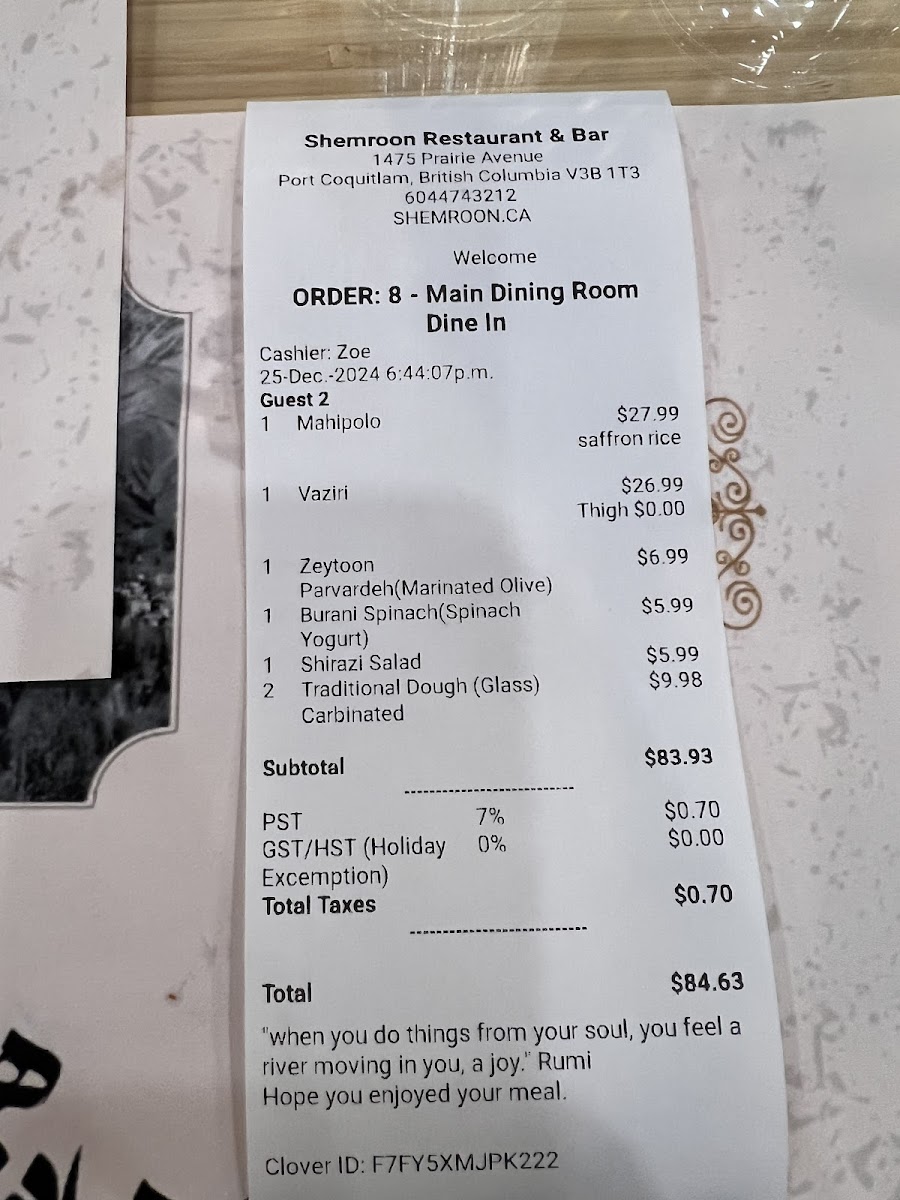 Shemroon Restaurant & Bar
1475 Prairie Avenue
Port Coquitlam, British Columbia V3B 1T3
6044743212
SHEMROON.CA
Welcome
ORDER: 8 - Main Dining Room
Dine In
Cashier: Zoe
25-Dec.-2024 6:44:07p.m.
Guest 2
1 Mahipolo $27.99
saffron rice
1 Vaziri $26.99
Thigh $0.00
1 Zeytoon $6.99
Parvardeh(Marinated Olive)
1 Burani Spinach(Spinach $5.99
Yogurt)
1 Shirazi Salad $5.99
2 Traditional Dough (Glass) $9.98
Carbinated
Subtotal $83.93
---------------------------
PST 7% $0.70
GST/HST (Holiday 0% $0.00
Excemption)
Total Taxes $0.70
---------------------------
Total $84.63
"when you do things from your soul, you feel a
river moving in you, a joy." Rumi
Hope you enjoyed your meal.
Clover ID: F7FY5XMJPK222